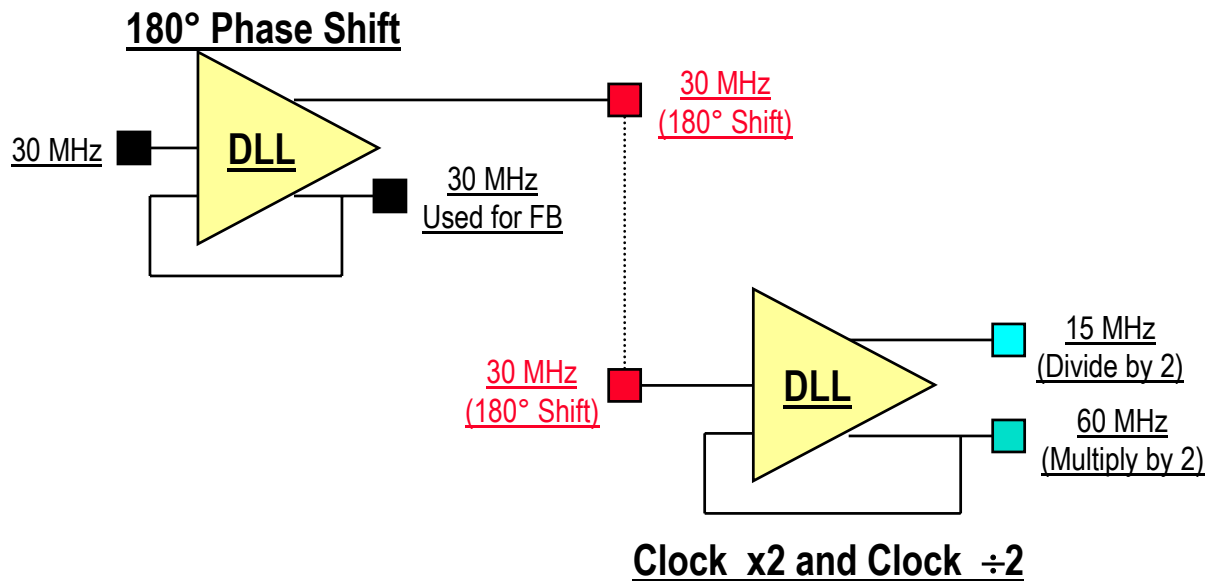 180° Phase Shift
30 MHz
DLL
30 MHz
(180° Shift)
30 MHz
Used for FB
30 MHz
(180° Shift)
DLL
15 MHz
(Divide by 2)
60 MHz
(Multiply by 2)
Clock x2 and Clock ÷2